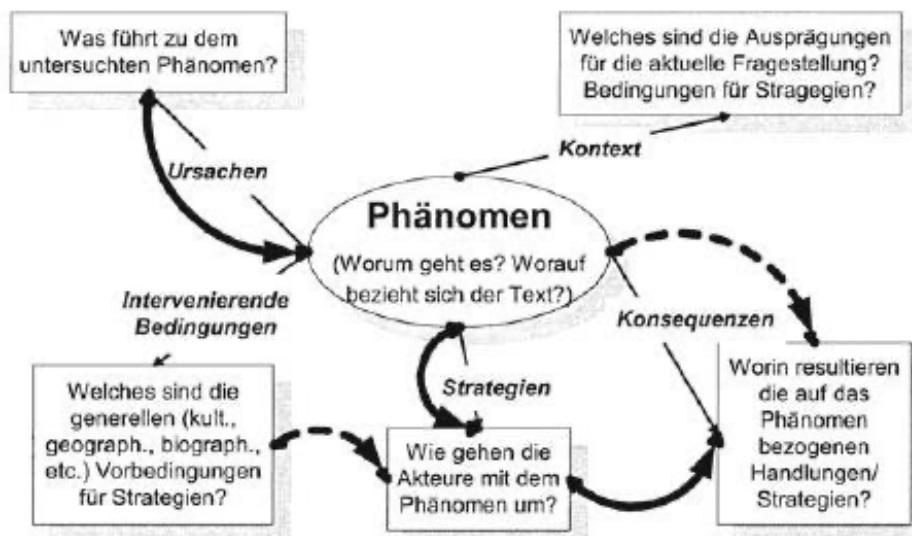 Was führt zu dem
untersuchten Phänomen?
Welches sind die Ausprägungen
für die aktuelle Fragestellung?
Bedingungen für Stragegien?
Kontext
Ursachen
Phänomen
(Worum geht es? Worauf
bezieht sich der Text?)
Intervenierende
Bedingungen
Konsequenzen
Strategien
Welches sind die
generellen (kult.,
geograph., biograph.,
etc.) Vorbedingungen
für Strategien?
Wie gehen die
Akteure mit dem
Phänomen um?
Worin resultieren
die auf das
Phänomen
bezogenen
Handlungen/
Strategien?